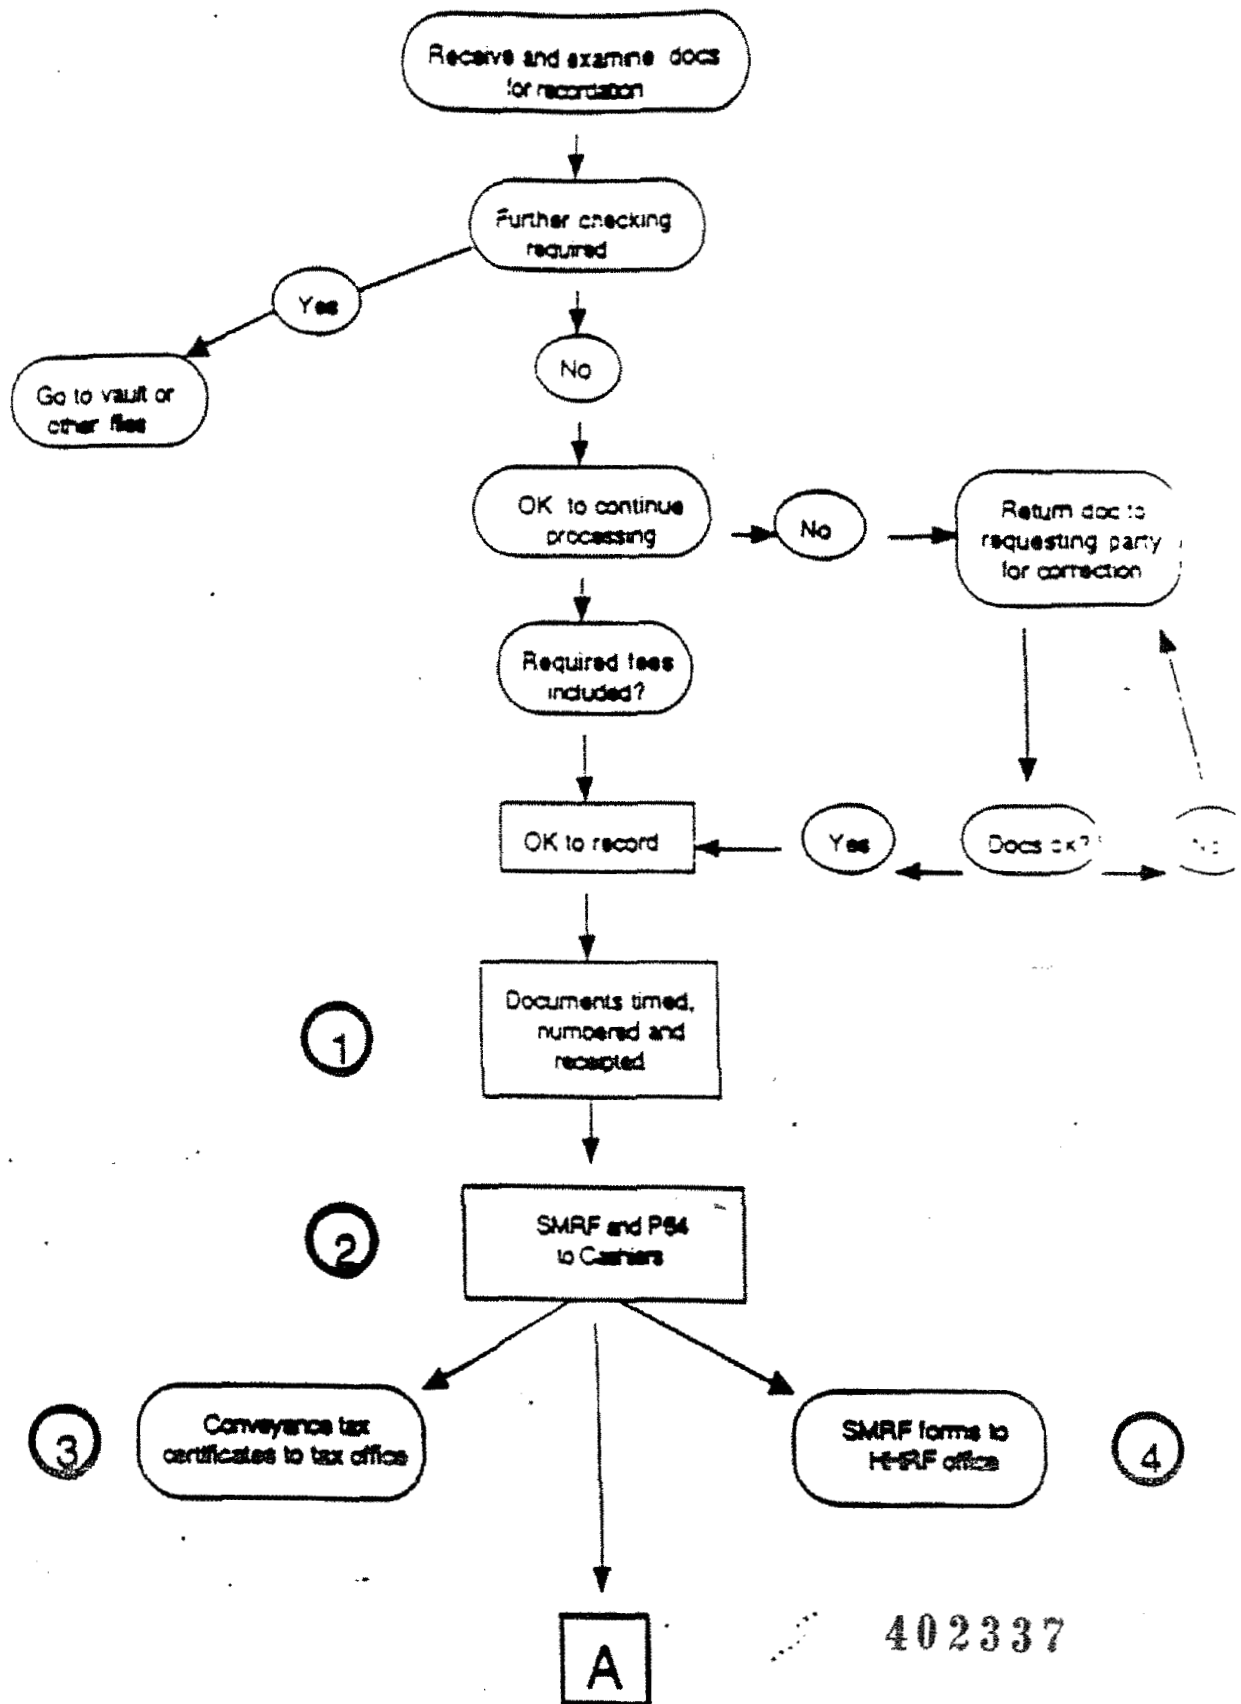 Receive and examine docs
for recordation
Further checking
required
Yes
No
Go to vault or
other files
OK to continue
processing
No
Return doc to
requesting party
for correction
Required fees
included?
OK to record
Yes
Docs ok?
No
1
Documents timed,
numbered and
receipted
2
SMRF and P64
to Cashiers
3
Conveyance tax
certificates to tax office
SMRF forms to
office
4
A
402337